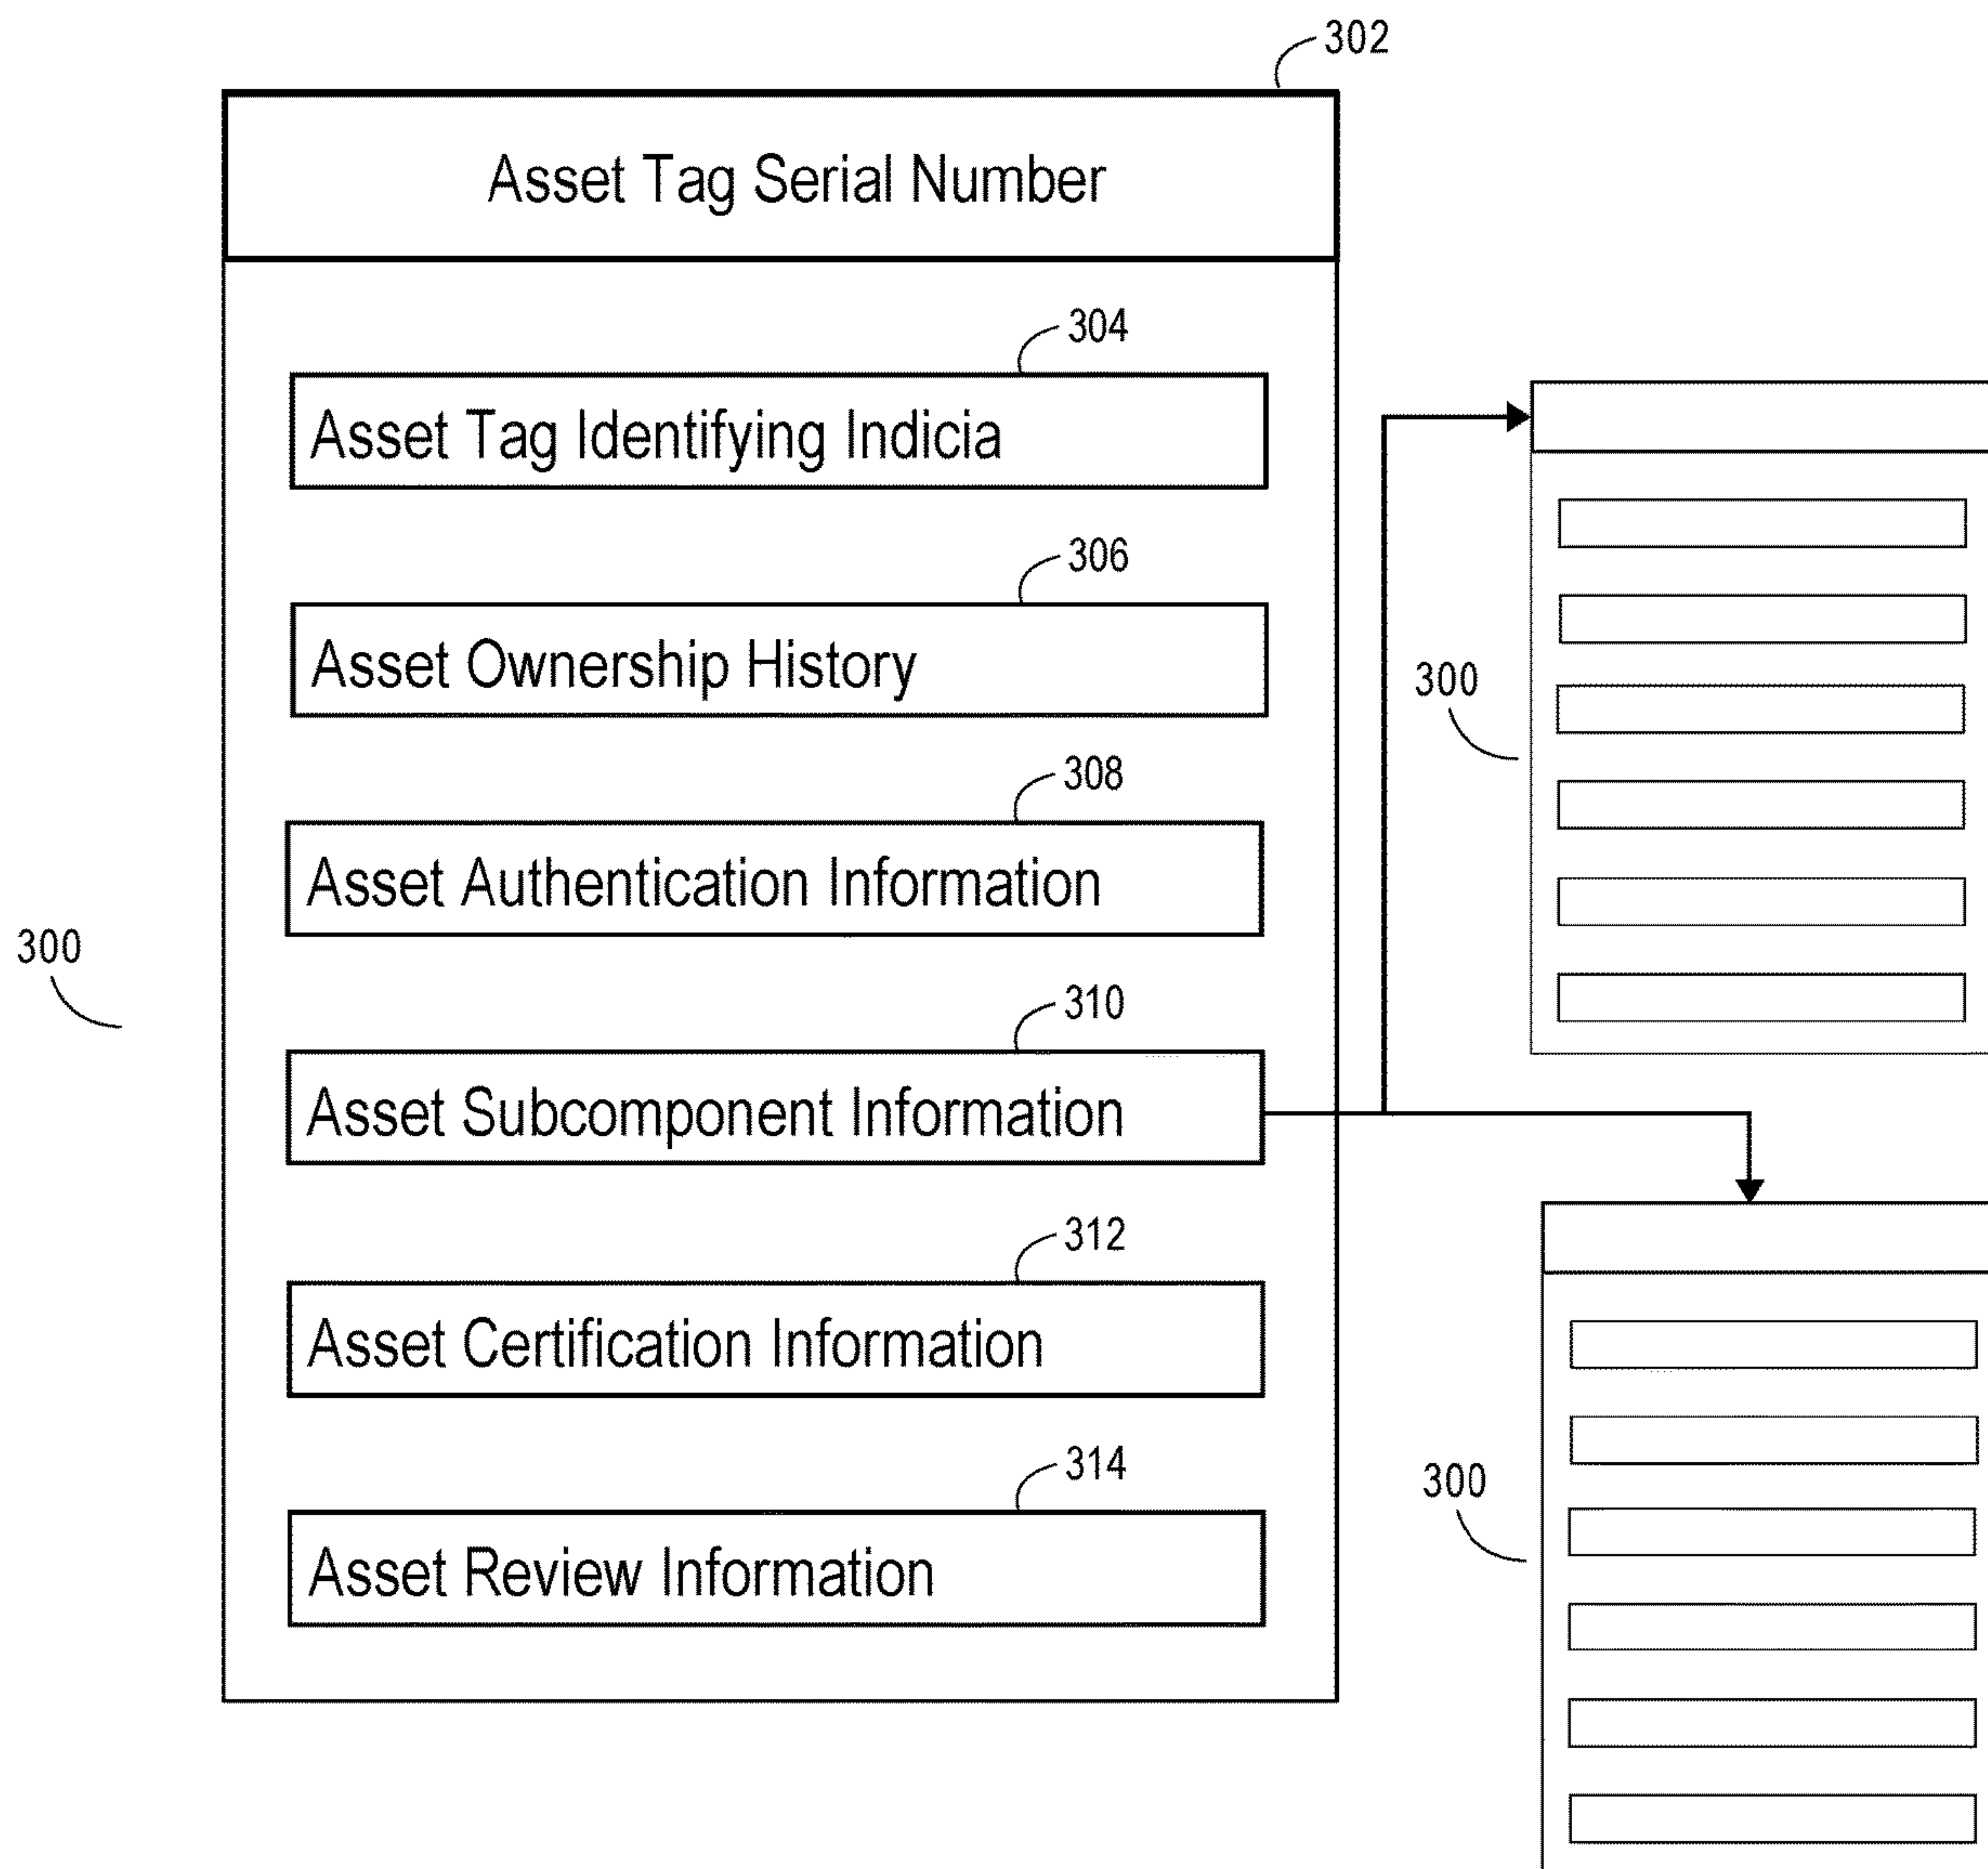 302
Asset Tag Serial Number
304
Asset Tag Identifying Indicia
306
Asset Ownership History
300
308
Asset Authentication Information
300
310
Asset Subcomponent Information
312
Asset Certification Information
314
300
Asset Review Information